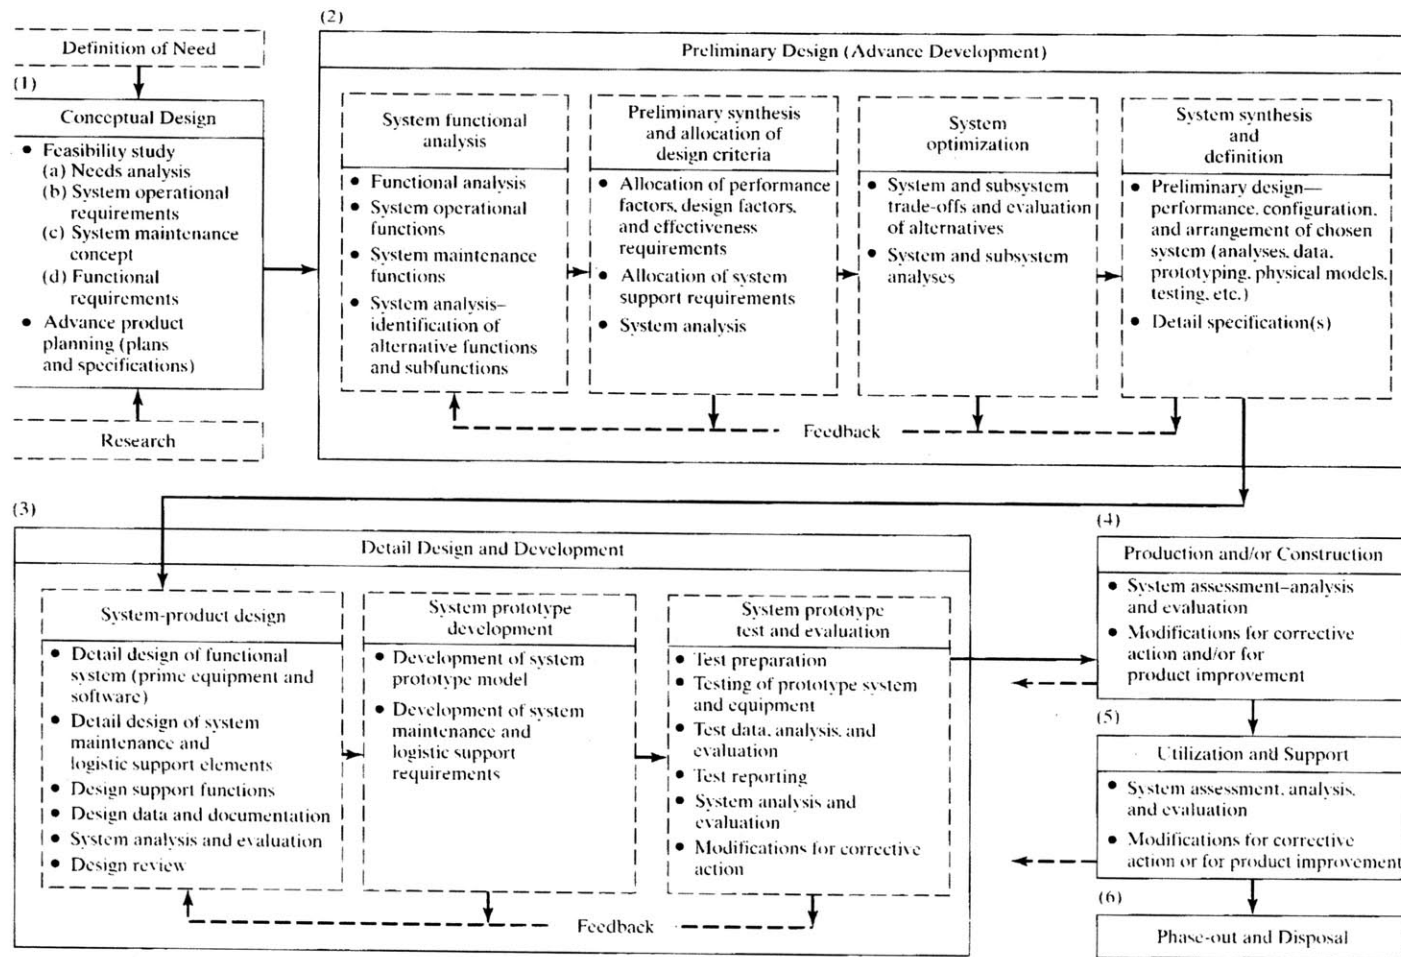 (2)
Definition of Need
(1)
Conceptual Design
• Feasibility study
(a) Needs analysis
(b) System operational
requirements
(c) System maintenance
concept
(d) Functional
requirements
• Advance product
planning (plans
and specifications)
Research
Preliminary Design (Advance Development)
System functional
analysis
• Functional analysis
• System operational
functions
• System maintenance
functions
• System analysis–
identification of
alternative functions
and subfunctions
Preliminary synthesis
and allocation of
design criteria
• Allocation of performance
factors, design factors,
and effectiveness
requirements
• Allocation of system
support requirements
• System analysis
System
optimization
• System and subsystem
trade-offs and evaluation
of alternatives
• System and subsystem
analyses
System synthesis
and
definition
• Preliminary design—
performance, configuration,
and arrangement of chosen
system (analyses, data,
prototyping, physical models,
testing, etc.)
• Detail specification(s)
Feedback
(3)
Detail Design and Development
System-product design
• Detail design of functional
system (prime equipment and
software)
• Detail design of system
maintenance and
logistic support elements
• Design support functions
• Design data and documentation
• System analysis and evaluation
• Design review
System prototype
development
• Development of system
prototype model
• Development of system
maintenance and
logistic support
requirements
System prototype
test and evaluation
• Test preparation
• Testing of prototype system
and equipment
• Test data, analysis, and
evaluation
• Test reporting
• System analysis and
evaluation
• Modifications for corrective
action
Feedback
(4)
Production and/or Construction
• System assessment–analysis
and evaluation
• Modifications for corrective
action and/or for
product improvement
(5)
Utilization and Support
• System assessment, analysis,
and evaluation
• Modifications for corrective
action or for product improvement
(6)
Phase-out and Disposal